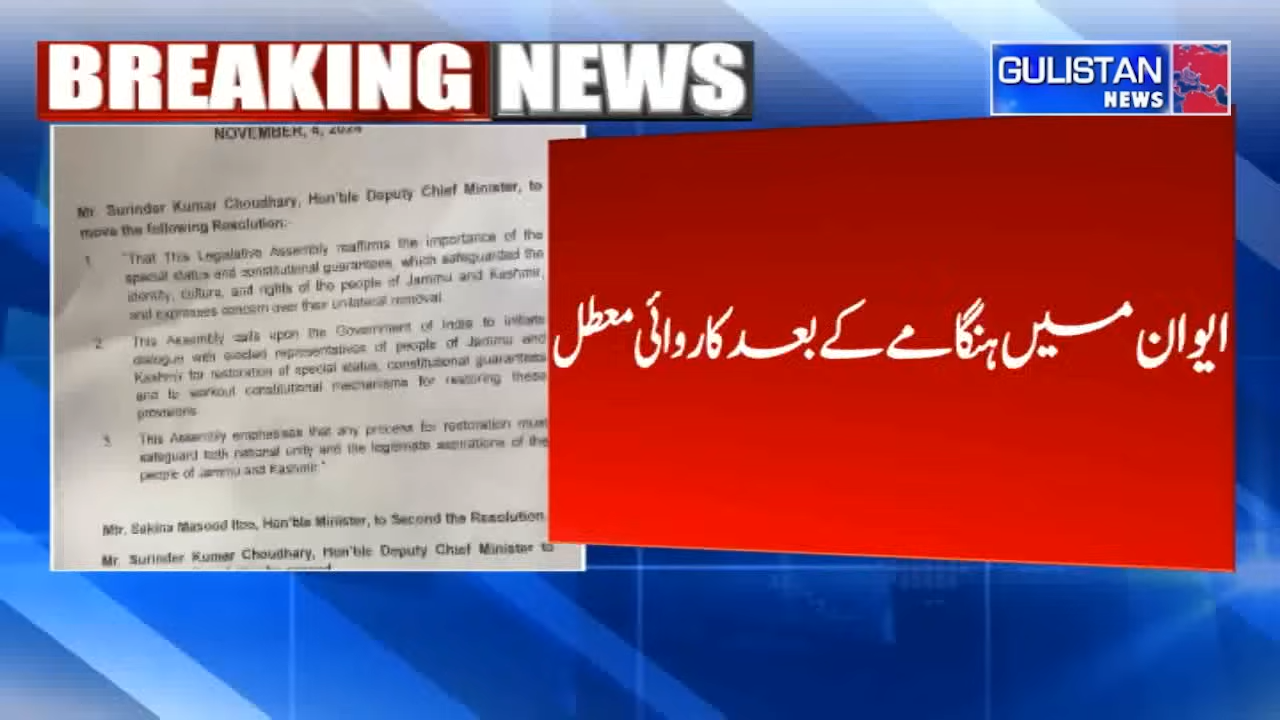 BREAKING NEWS
GULISTAN
NEWS
NOVEMBER, 4, 2024
Mr. Surinder Kumar Choudhary, Hon'ble Deputy Chief Minister, to
move the following Resolution:-
1. "That This Legislative Assembly reaffirms the importance of the
special status and constitutional guarantees, which safeguarded the
identity, culture, and rights of the people of Jammu and Kashmir,
and expresses concern over their unilateral removal.
2. This Assembly calls upon the Government of India to initiate
dialogue with elected representatives of people of Jammu and
Kashmir for restoration of special status, constitutional guarantees
and to workout constitutional mechanisms for restoring these
provisions.
3. This Assembly emphasises that any process for restoration must
safeguard both national unity and the legitimate aspirations of the
people of Jammu and Kashmir."
Mtr. Sakina Masood Itoo, Hon'ble Minister, to Second the Resolution.
Mr. Surinder Kumar Choudhary, Hon'ble Deputy Chief Minister to
ایوان میں ہنگامے کے بعد کاروائی معطل